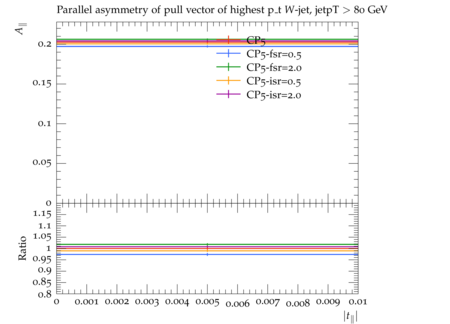 Parallel asymmetry of pull vector of highest p_t W-jet, jetpT > 80 GeV
A∥
0.2
0.15
0.1
0.05
0
CP5
CP5-fsr=0.5
CP5-fsr=2.0
CP5-isr=0.5
CP5-isr=2.0
Ratio
1.15
1.1
1.05
1
0.95
0.9
0.85
0.8
0 0.001 0.002 0.003 0.004 0.005 0.006 0.007 0.008 0.009 0.01
|t∥|